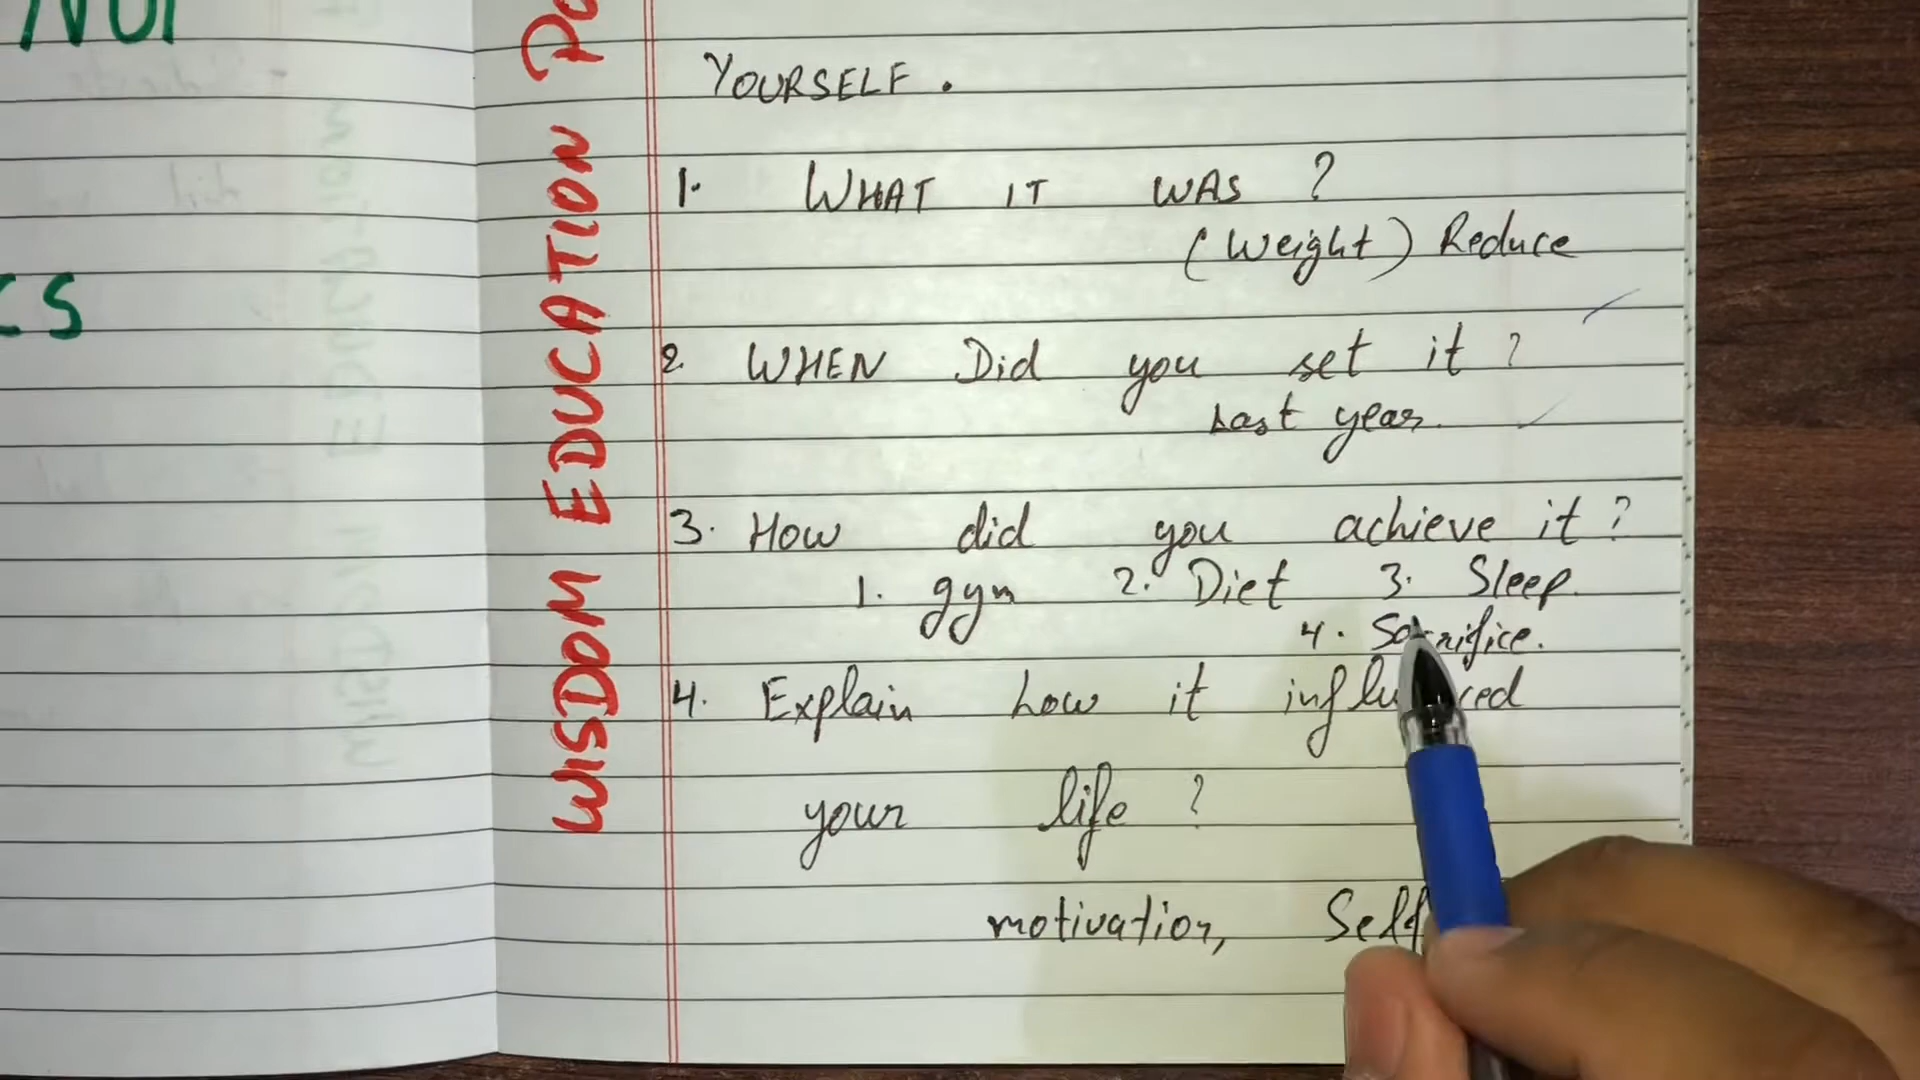 YOURSELF.
1. WHAT IT WAS ?
(Weight) Reduce
2. WHEN Did you set it ?
Last year.
3. How did you achieve it ?
1. gym 2. Diet 3. Sleep.
4. Sacrifice.
4. Explain how it influenced
your life ?
motivation, Self
WISDOM EDUCATION
CS